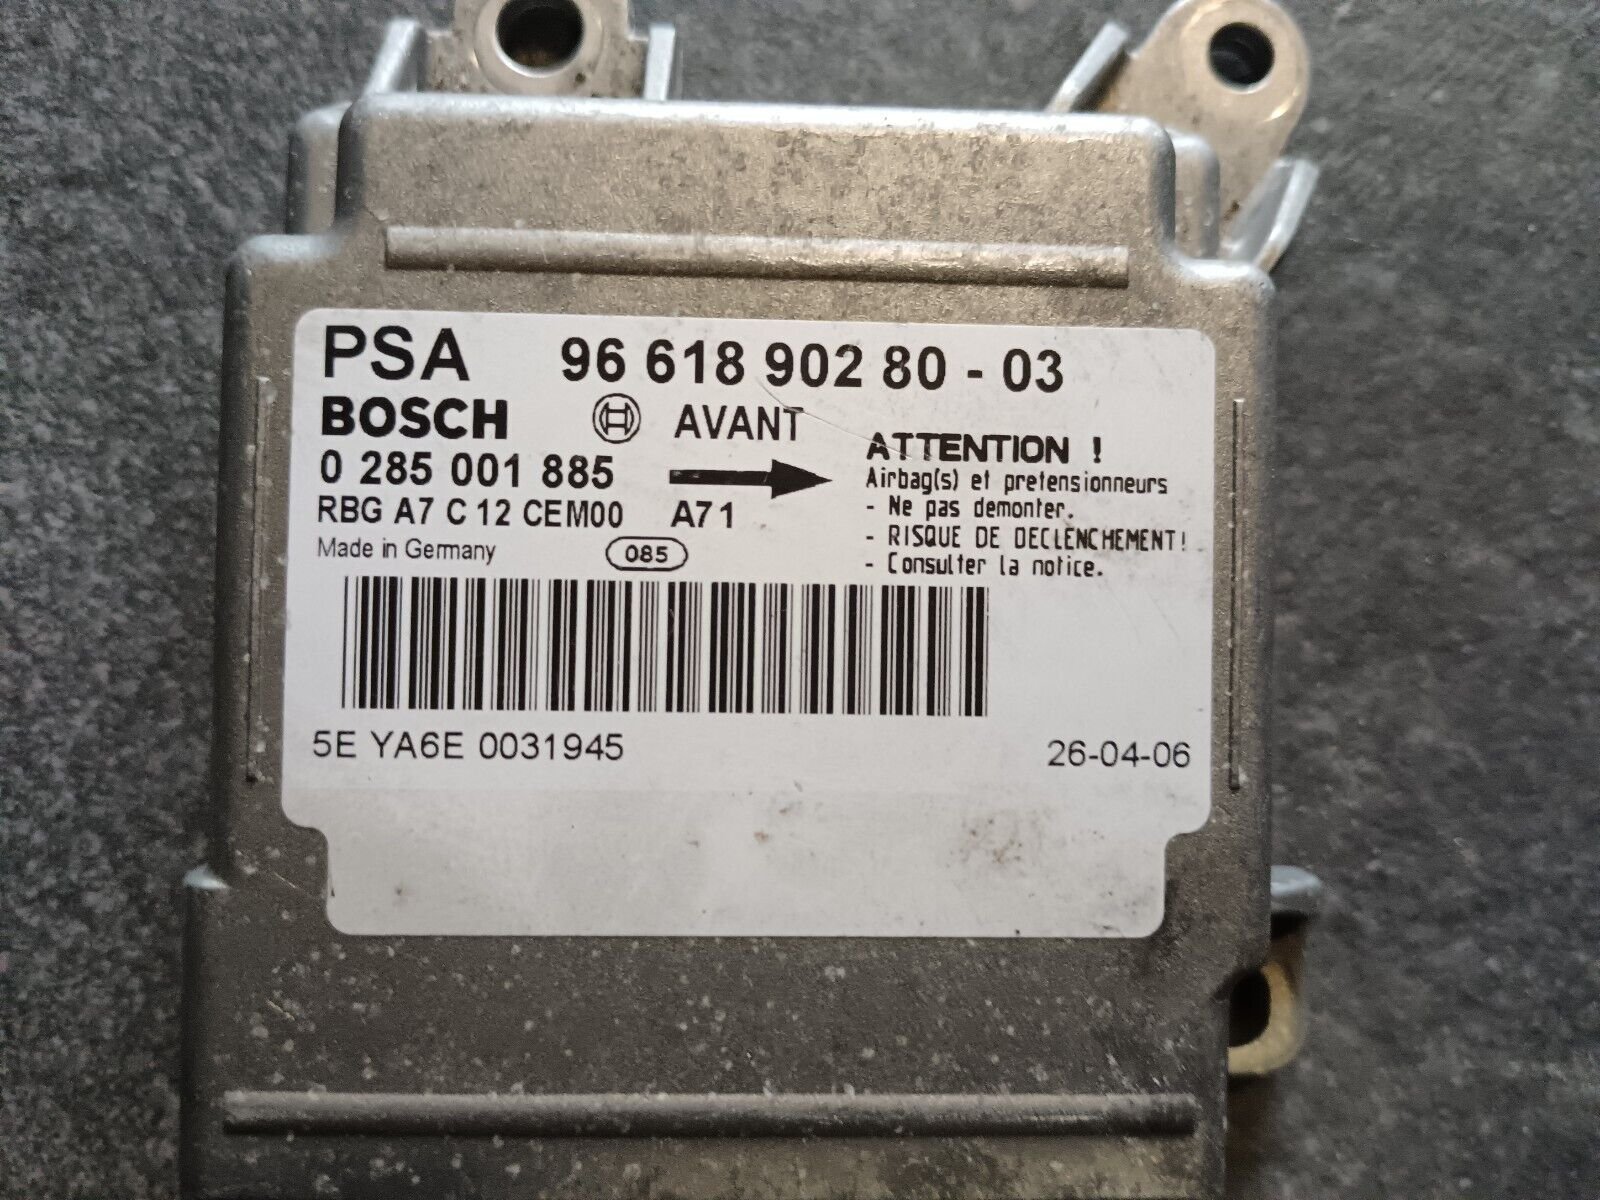 PSA 96 618 902 80 - 03
BOSCH AVANT
0 285 001 885
RBG A7 C 12 CEM00 A71
Made in Germany 085
ATTENTION !
Airbag(s) et pretensionneurs
- Ne pas demonter.
- RISQUE DE DECLENCHEMENT!
- Consulter la notice.
5E YA6E 0031945 26-04-06